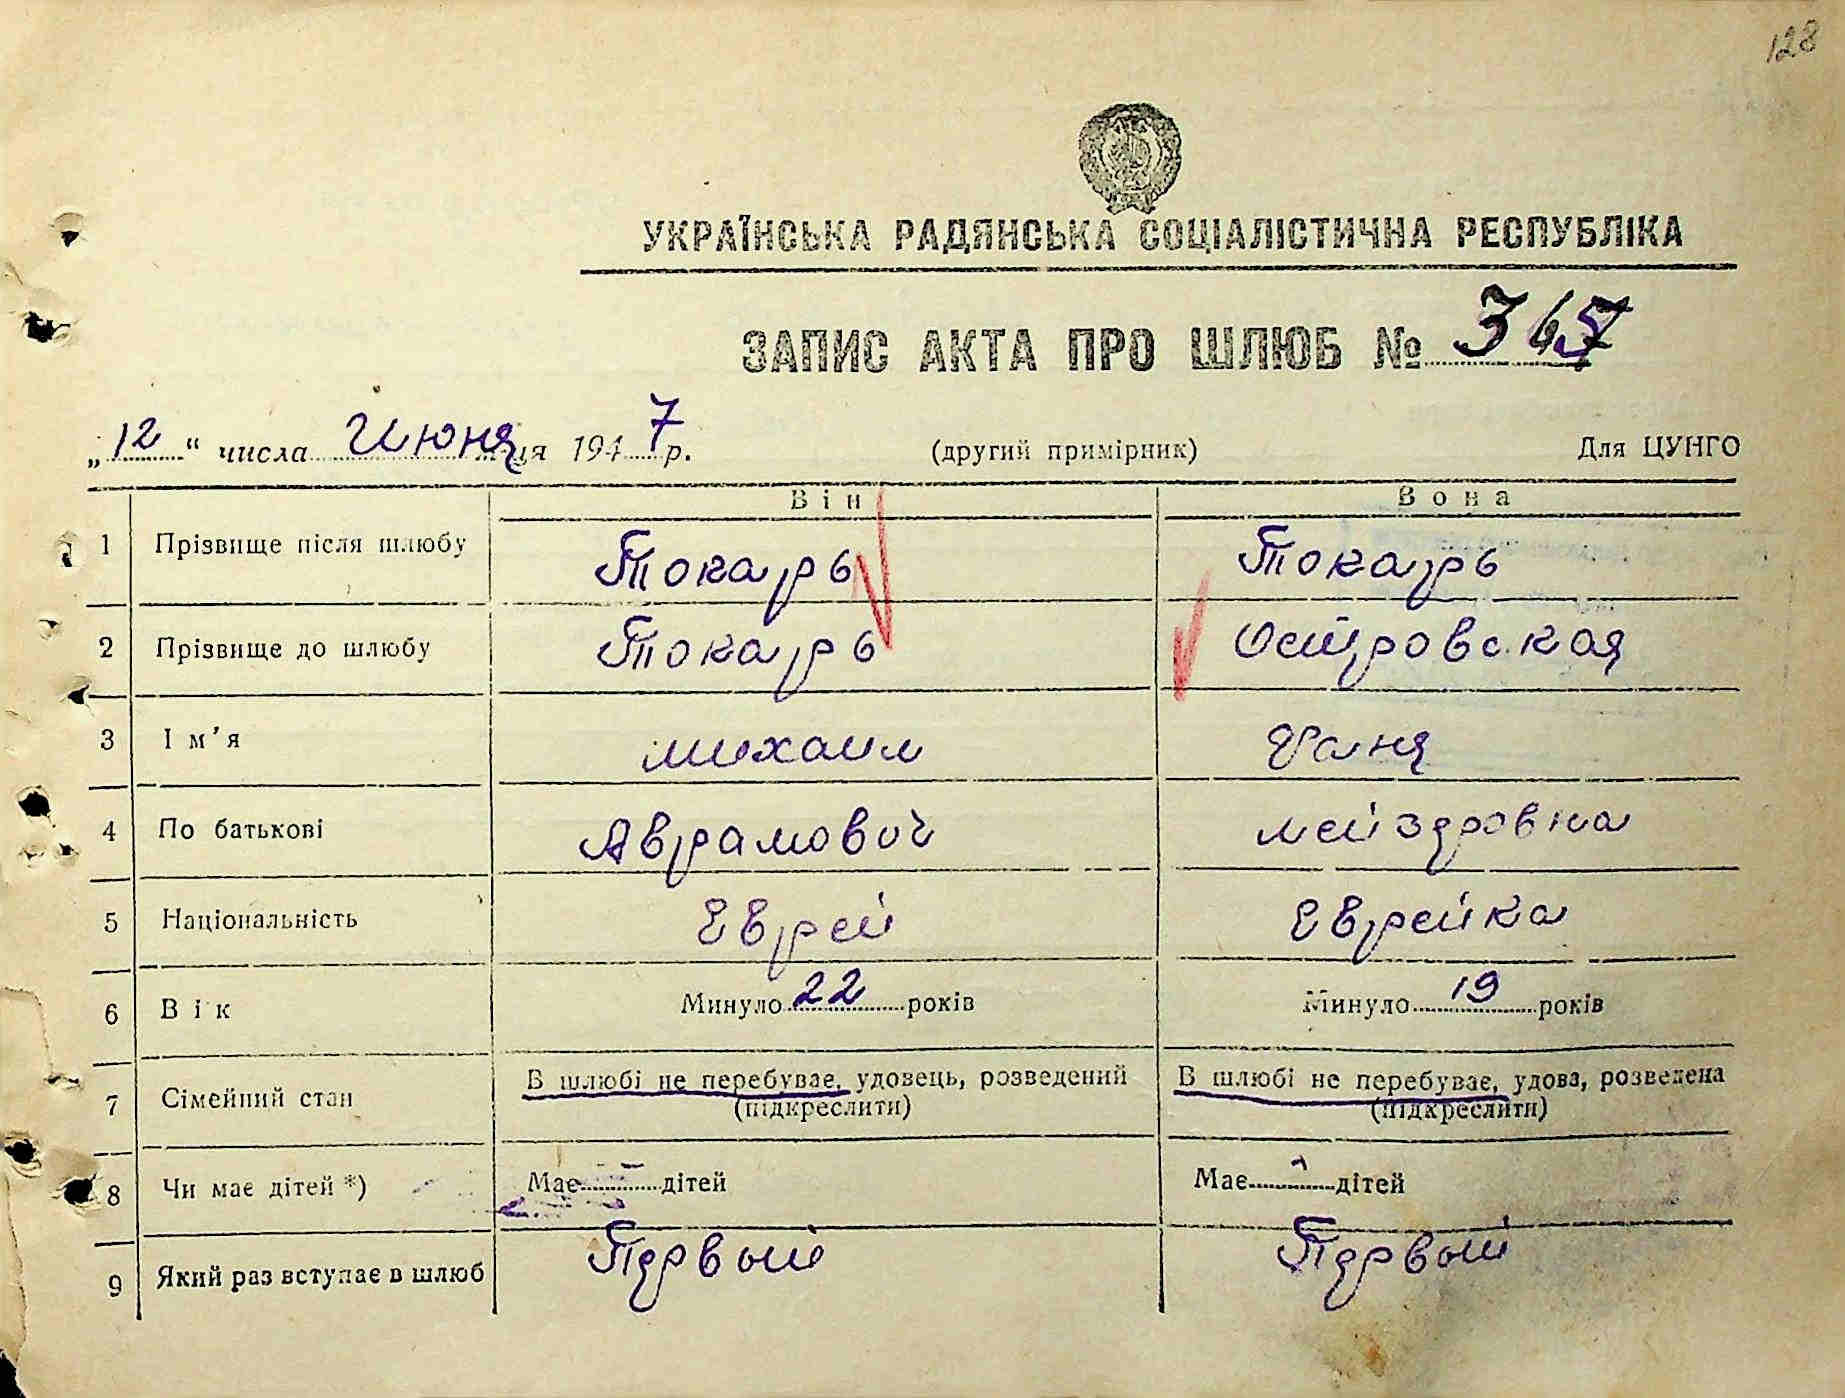 128
УКРАЇНСЬКА РАДЯНСЬКА СОЦІАЛІСТИЧНА РЕСПУБЛІКА
ЗАПИС АКТА ПРО ШЛЮБ №
„12“ числа Июня ця 1947р. (другий примірник) Для ЦУНГО
Він Вона
1 Прізвище після шлюбу Токарь Токарь
2 Прізвище до шлюбу Токарь Островская
3 Ім'я Михаил Фаня
4 По батькові Аврамович
5 Національність Еврей Еврейка
6 Вік Минуло 22 років Минуло 19 років
7 Сімейний стан В шлюбі не перебуває, удовець, розведений В шлюбі не перебуває, удова, розведена
(підкреслити) (підкреслити)
8 Чи має дітей *) Має - дітей Має дітей
9 Який раз вступає в шлюб Первый Первый